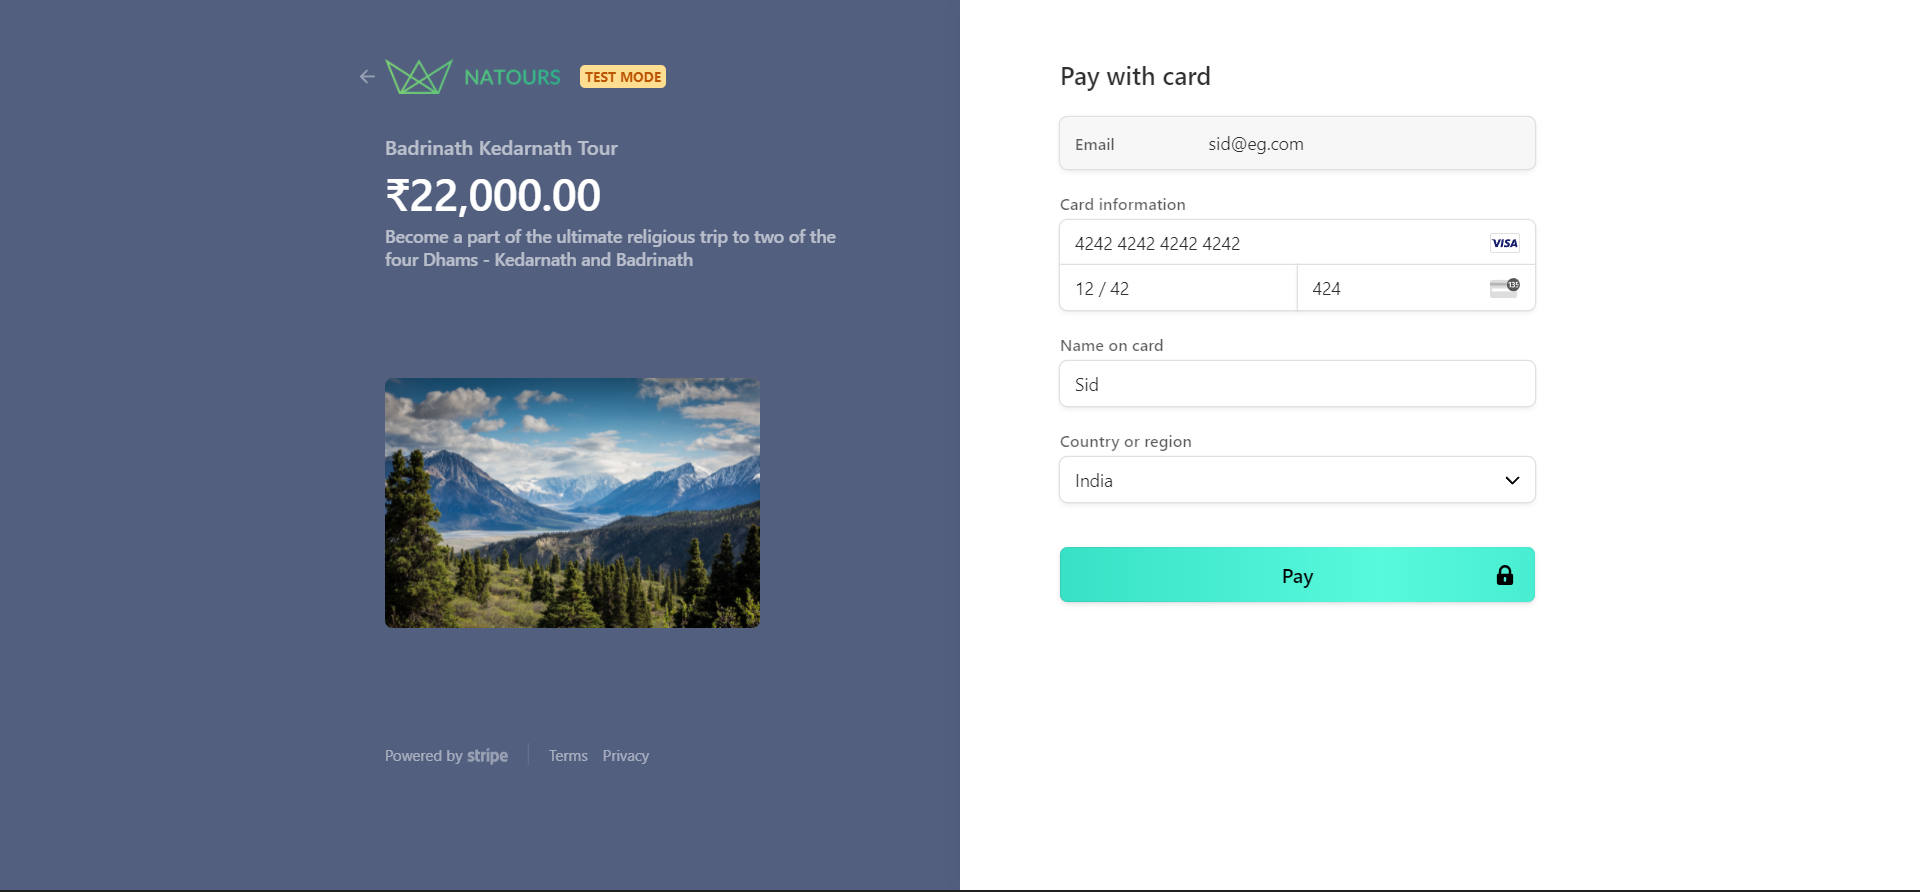 NATOURS TEST MODE
Badrinath Kedarnath Tour
₹22,000.00
Become a part of the ultimate religious trip to two of the
four Dhams - Kedarnath and Badrinath
Powered by stripe Terms Privacy
Pay with card
Email sid@eg.com
Card information
4242 4242 4242 4242 VISA
12 / 42 424 135
Name on card
Sid
Country or region
India
Pay